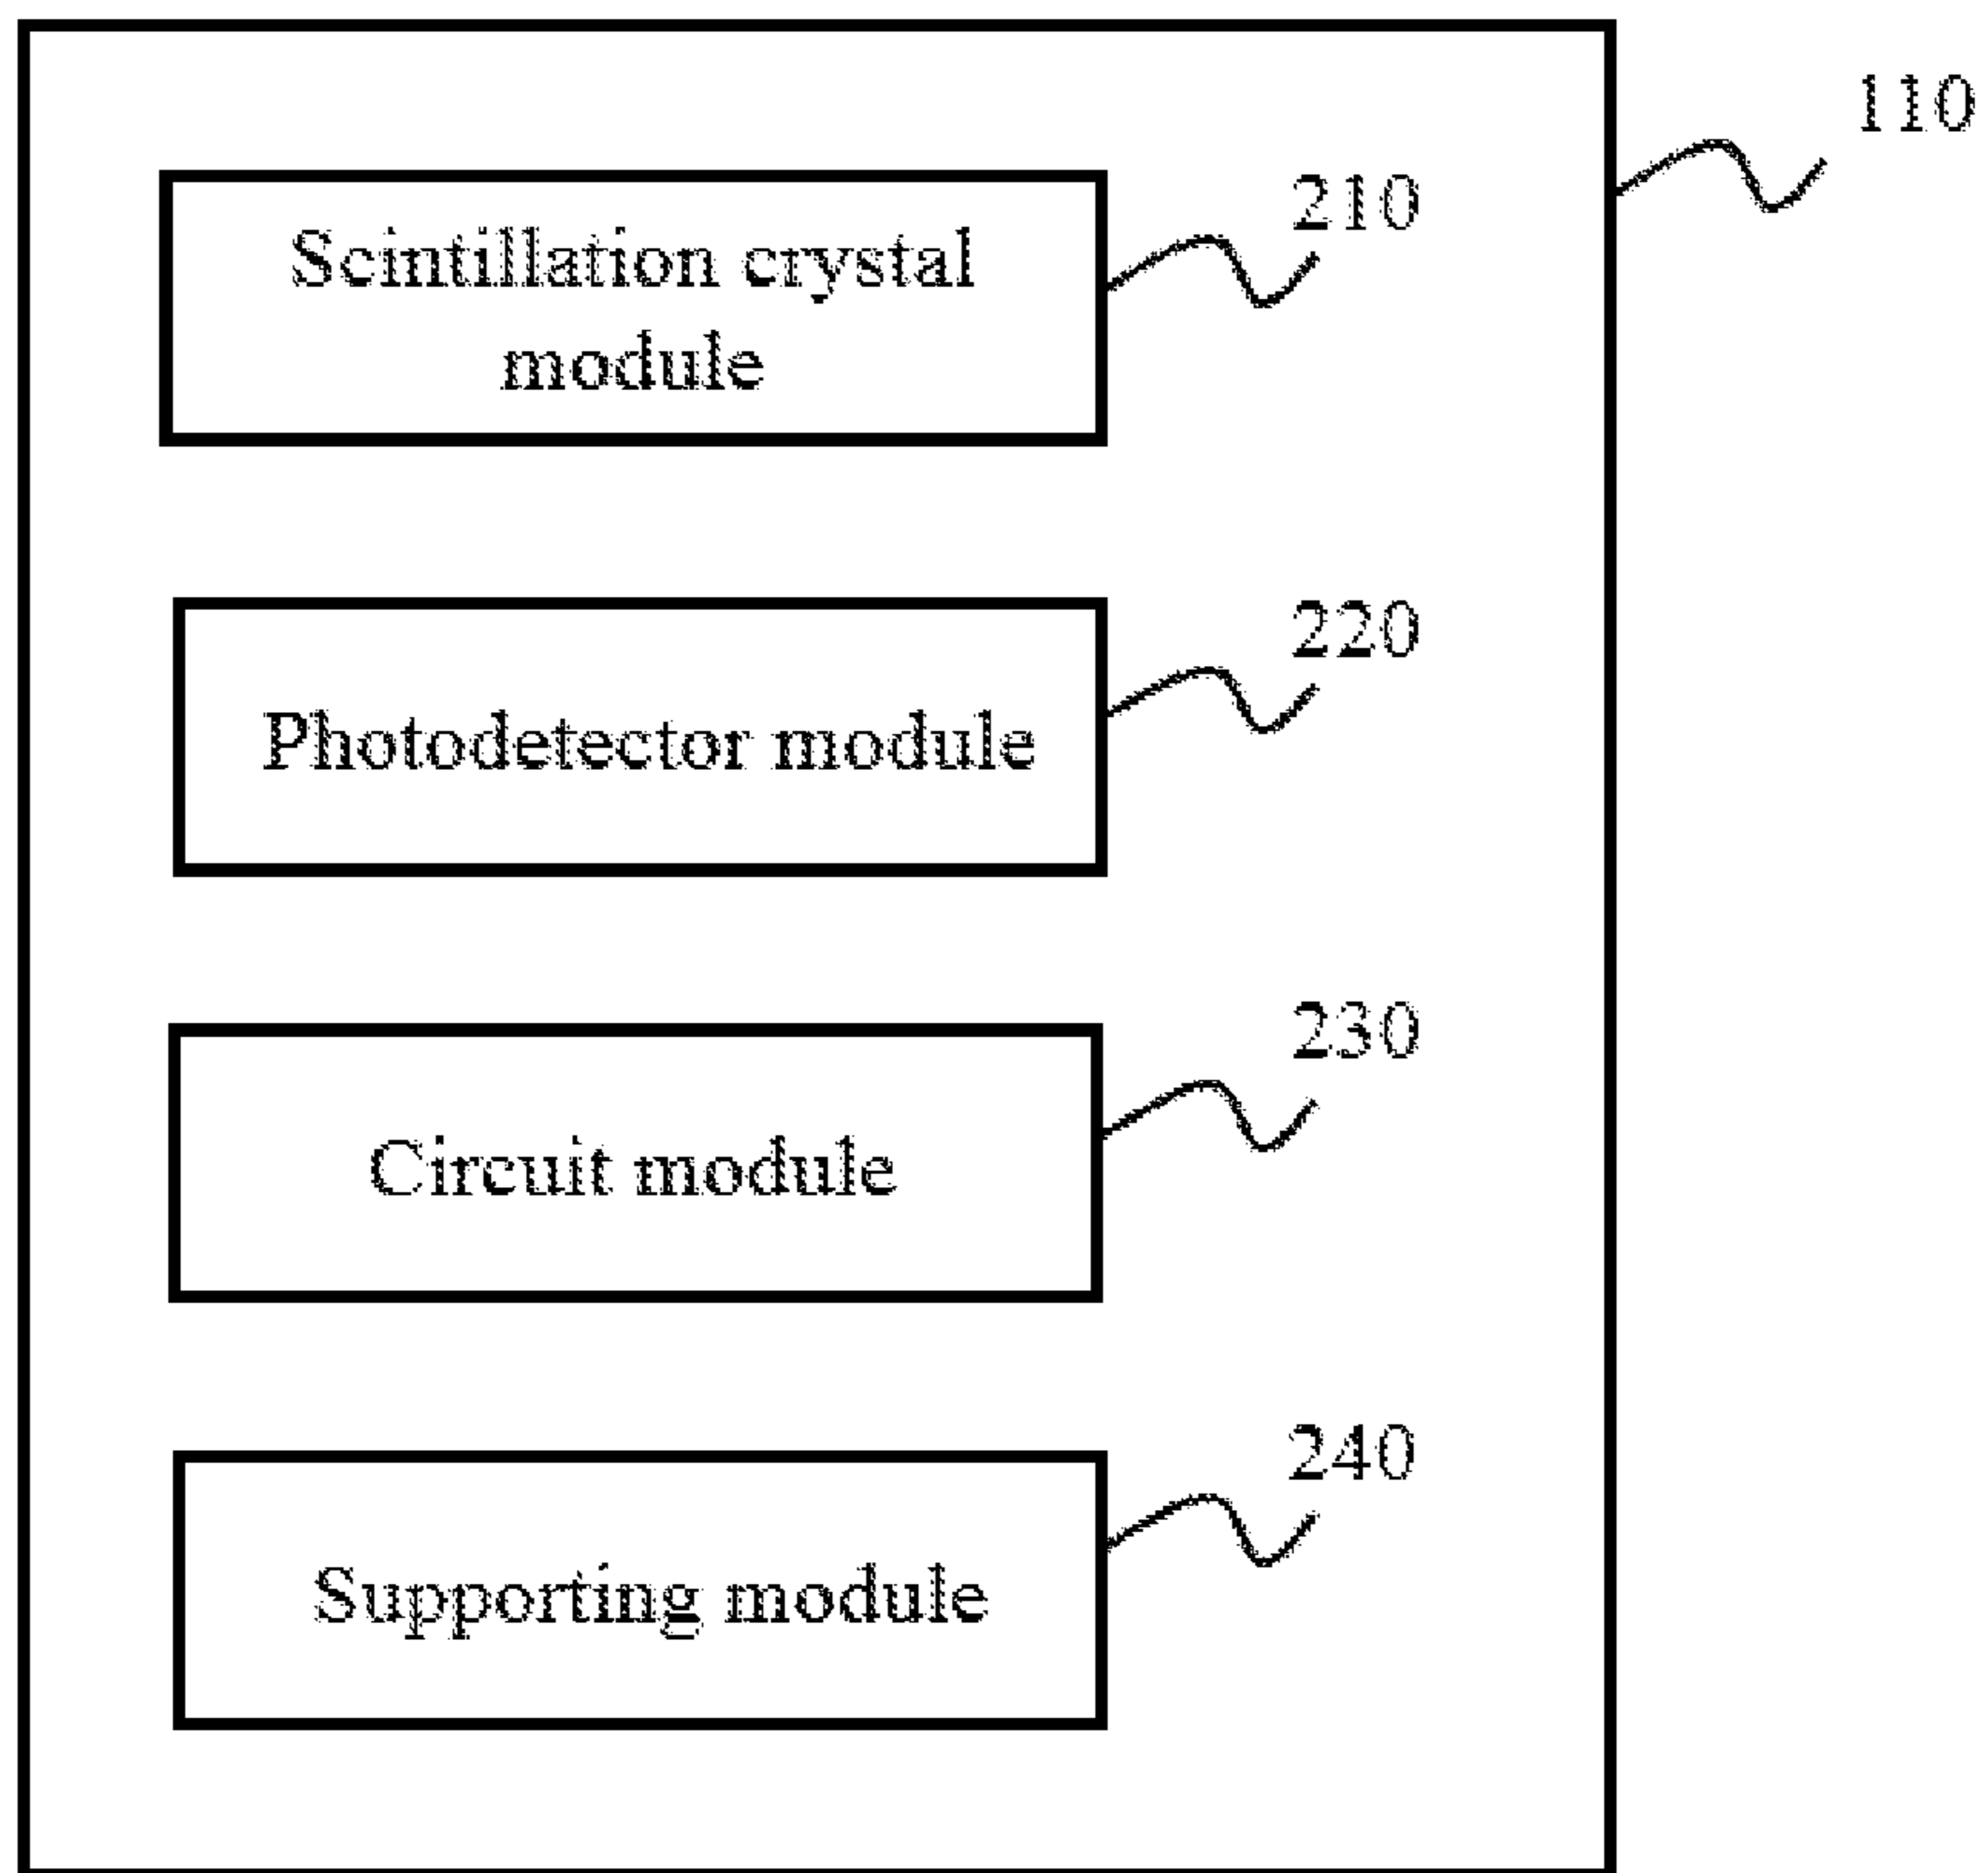 110
210
Scintillation crystal
module
220
Photodetector module
230
Circuit module
240
Supporting module